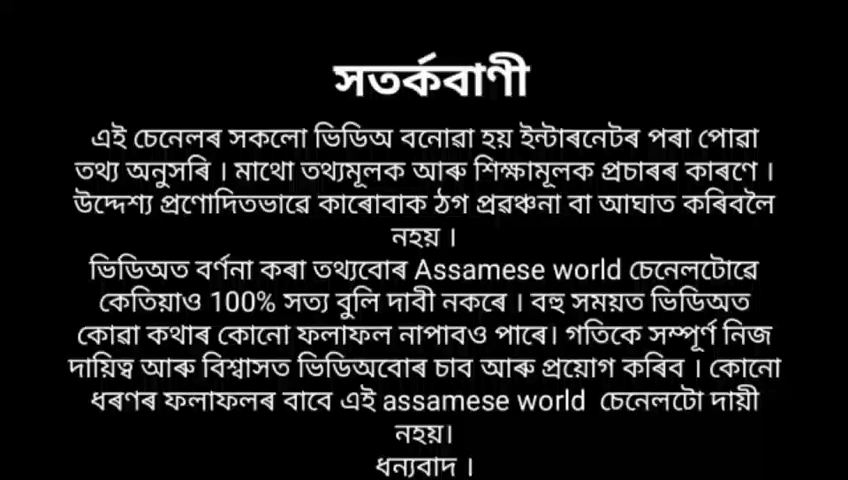 সতৰ্কবাণী
এই চেনেলৰ সকলো ভিডিঅ বনোৱা হয় ইন্টাৰনেটৰ পৰা পোৱা
তথ্য অনুসৰি । মাথো তথ্যমূলক আৰু শিক্ষামূলক প্ৰচাৰৰ কাৰণে ।
উদ্দেশ্য প্ৰণোদিতভাৱে কাৰোবাক ঠগ প্ৰৱঞ্চনা বা আঘাত কৰিবলৈ
নহয় ।
ভিডিঅত বৰ্ণনা কৰা তথ্যবোৰ Assamese world চেনেলটোৱে
কেতিয়াও 100% সত্য বুলি দাবী নকৰে । বহু সময়ত ভিডিঅত
কোৱা কথাৰ কোনো ফলাফল নাপাবও পাৰে। গতিকে সম্পূৰ্ণ নিজ
দায়িত্ব আৰু বিশ্বাসত ভিডিঅবোৰ চাব আৰু প্ৰয়োগ কৰিব । কোনো
ধৰণৰ ফলাফলৰ বাবে এই assamese world চেনেলটো দায়ী
নহয়।
ধন্যবাদ ।